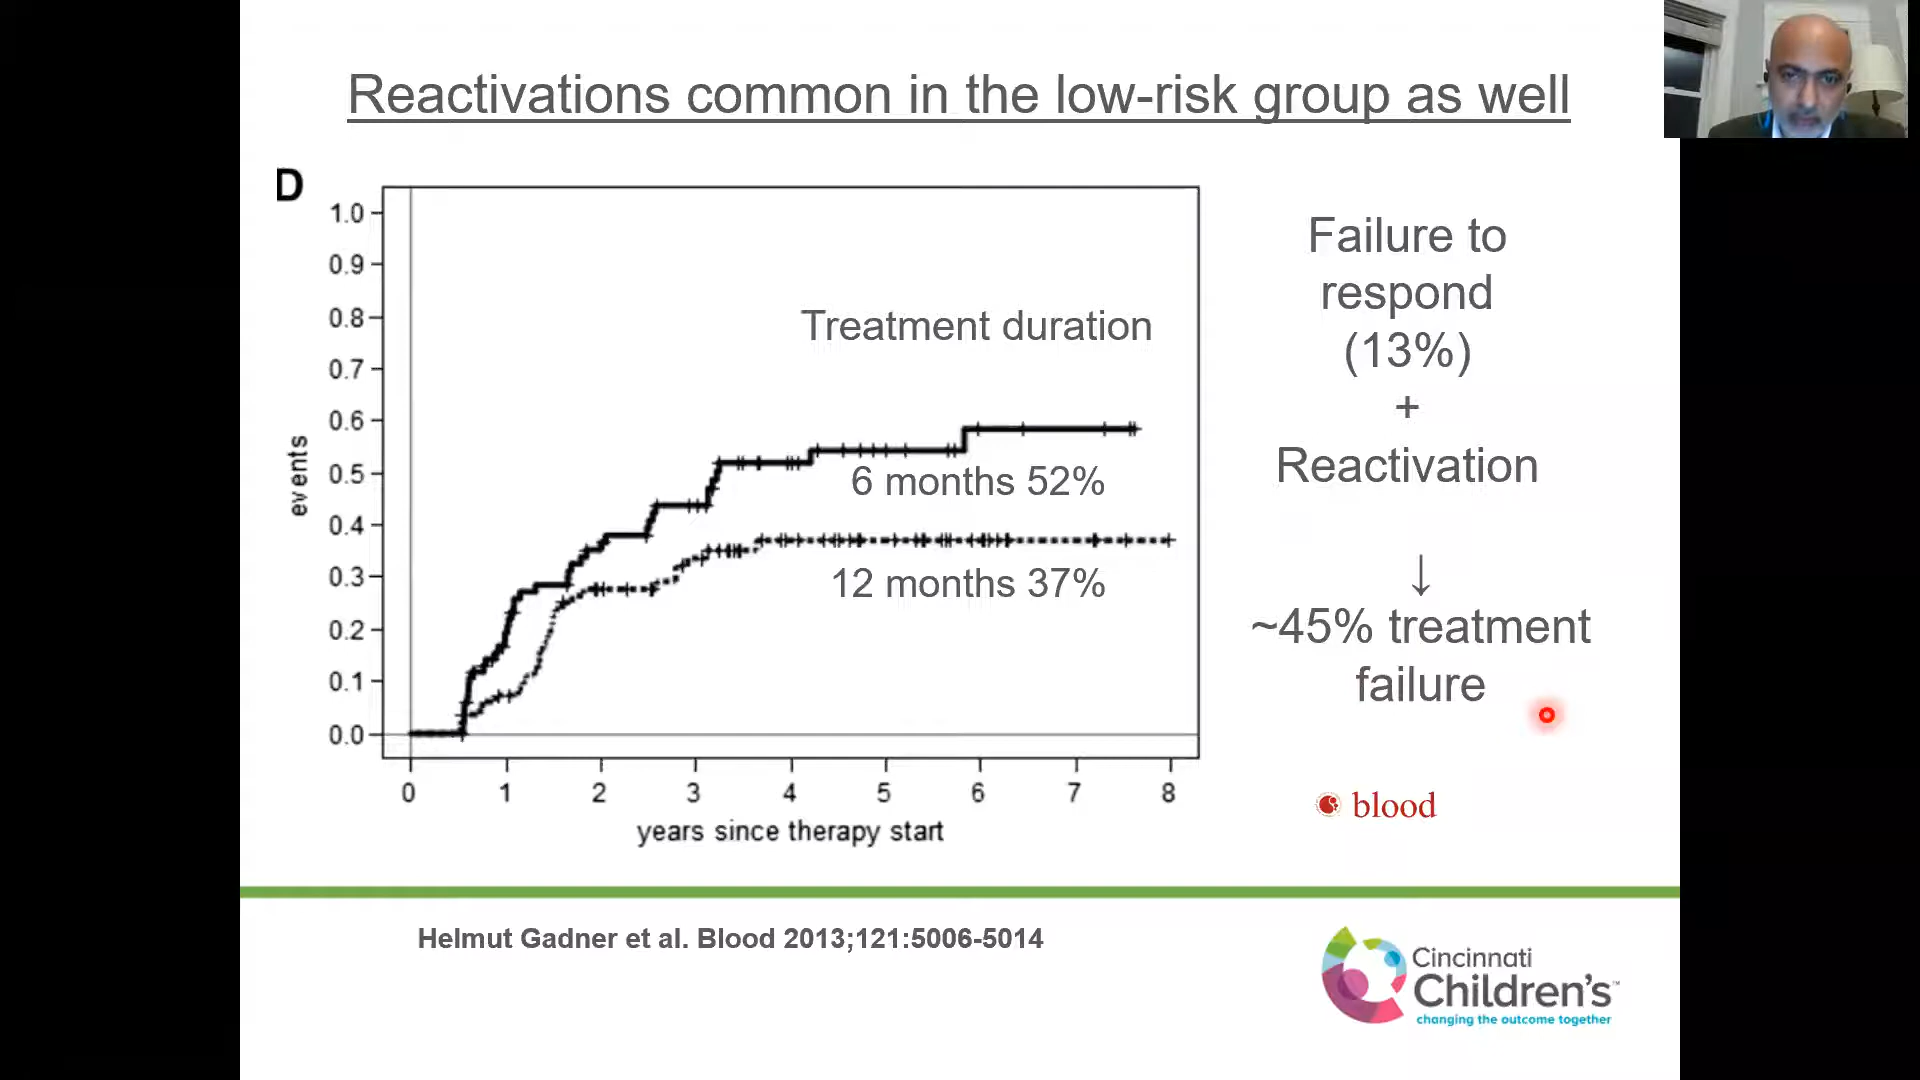 Reactivations common in the low-risk group as well
D
1.0
0.9
0.8
0.7
0.6
0.5
0.4
0.3
0.2
0.1
0.0
events
Treatment duration
6 months 52%
12 months 37%
0 1 2 3 4 5 6 7 8
years since therapy start
Failure to
respond
(13%)
+
Reactivation
↓
~45% treatment
failure
blood
Helmut Gadner et al. Blood 2013;121:5006-5014
Cincinnati
Children's™
changing the outcome together